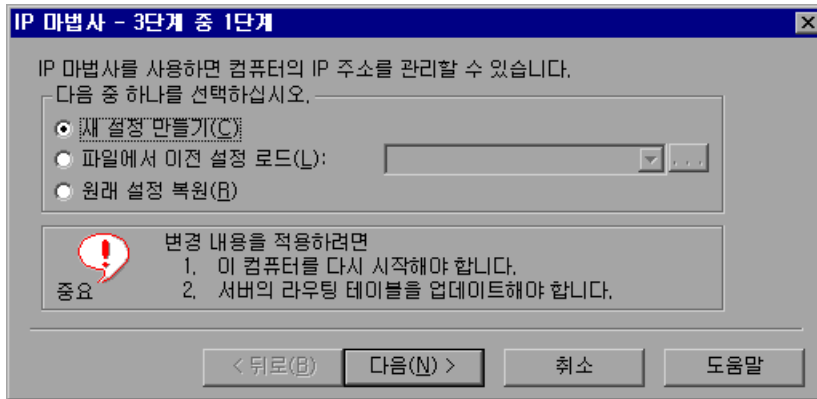 IP 마법사 - 3단계 중 1단계
IP 마법사를 사용하면 컴퓨터의 IP 주소를 관리할 수 있습니다.
다음 중 하나를 선택하십시오.
새 설정 만들기(C)
파일에서 이전 설정 로드(L): ...
원래 설정 복원(R)
변경 내용을 적용하려면
1. 이 컴퓨터를 다시 시작해야 합니다.
중요 2. 서버의 라우팅 테이블을 업데이트해야 합니다.
< 뒤로(B) 다음(N) > 취소 도움말